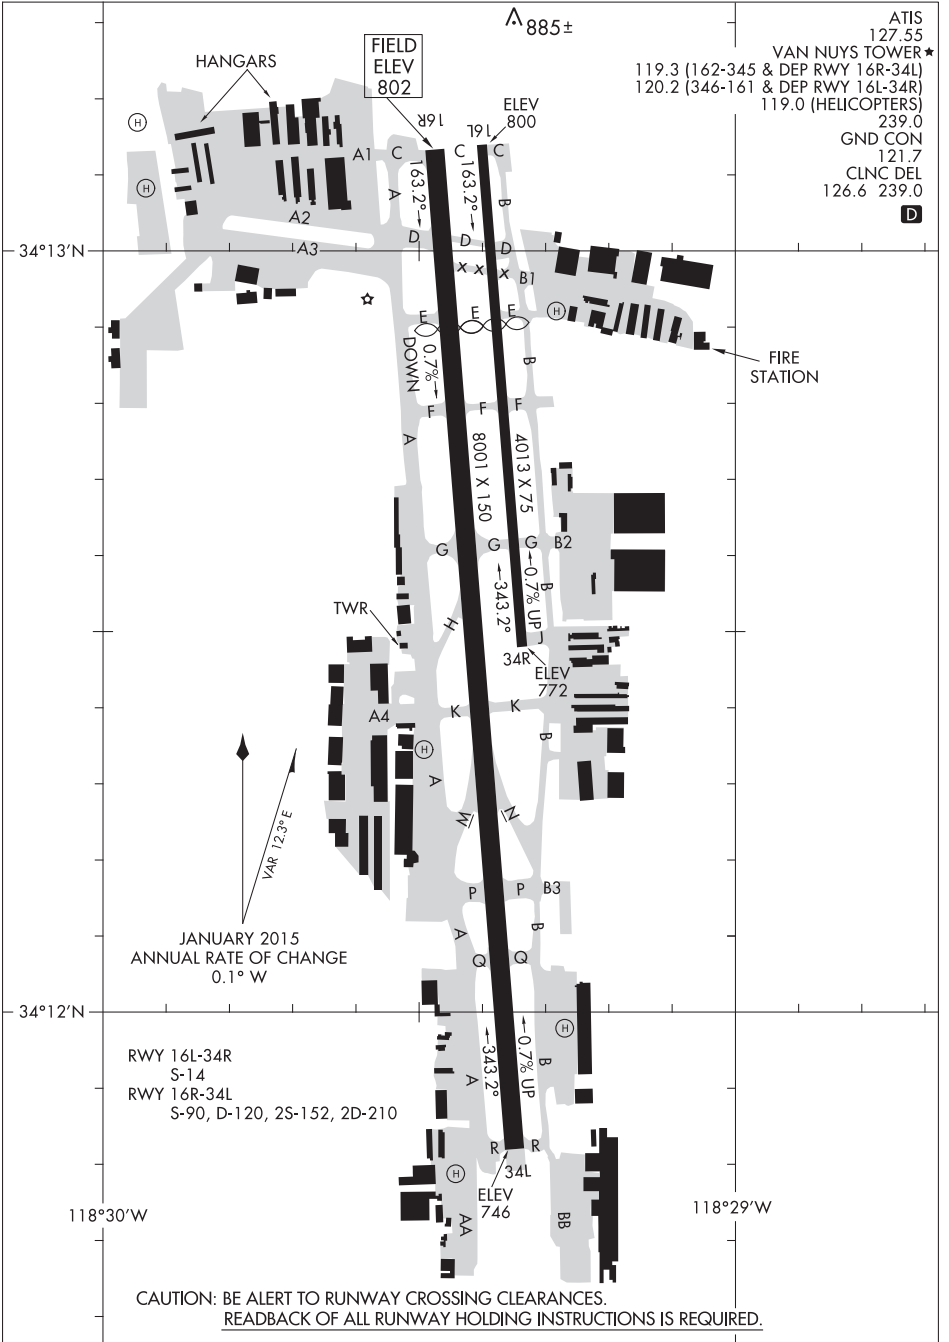 885±
ATIS
127.55
VAN NUYS TOWER★
119.3 (162-345 & DEP RWY 16R-34L)
120.2 (346-161 & DEP RWY 16L-34R)
119.0 (HELICOPTERS)
239.0
GND CON
121.7
CLNC DEL
126.6 239.0
D
HANGARS
FIELD
ELEV
802
ELEV
800
16R
16L
H
H
A1 C C C
163.2°
163.2°
A
B
A2
A3
D D D
34°13'N
X X X
B1
E E E
H
0.7%
DOWN
B
FIRE
STATION
F F F
A
8001 X 150
4013 X 75
G G G B2
343.2°
0.7% UP
B
TWR
H
J
34R
ELEV
772
A4
K K
B
H
A
VAR 12.3° E
M
N
P P B3
A
B
JANUARY 2015
ANNUAL RATE OF CHANGE
0.1° W
Q Q
34°12'N
H
RWY 16L-34R
S-14
RWY 16R-34L
S-90, D-120, 2S-152, 2D-210
A
343.2°
0.7% UP
B
R R
34L
H
ELEV
746
AA
BB
118°30'W
118°29'W
CAUTION: BE ALERT TO RUNWAY CROSSING CLEARANCES.
READBACK OF ALL RUNWAY HOLDING INSTRUCTIONS IS REQUIRED.